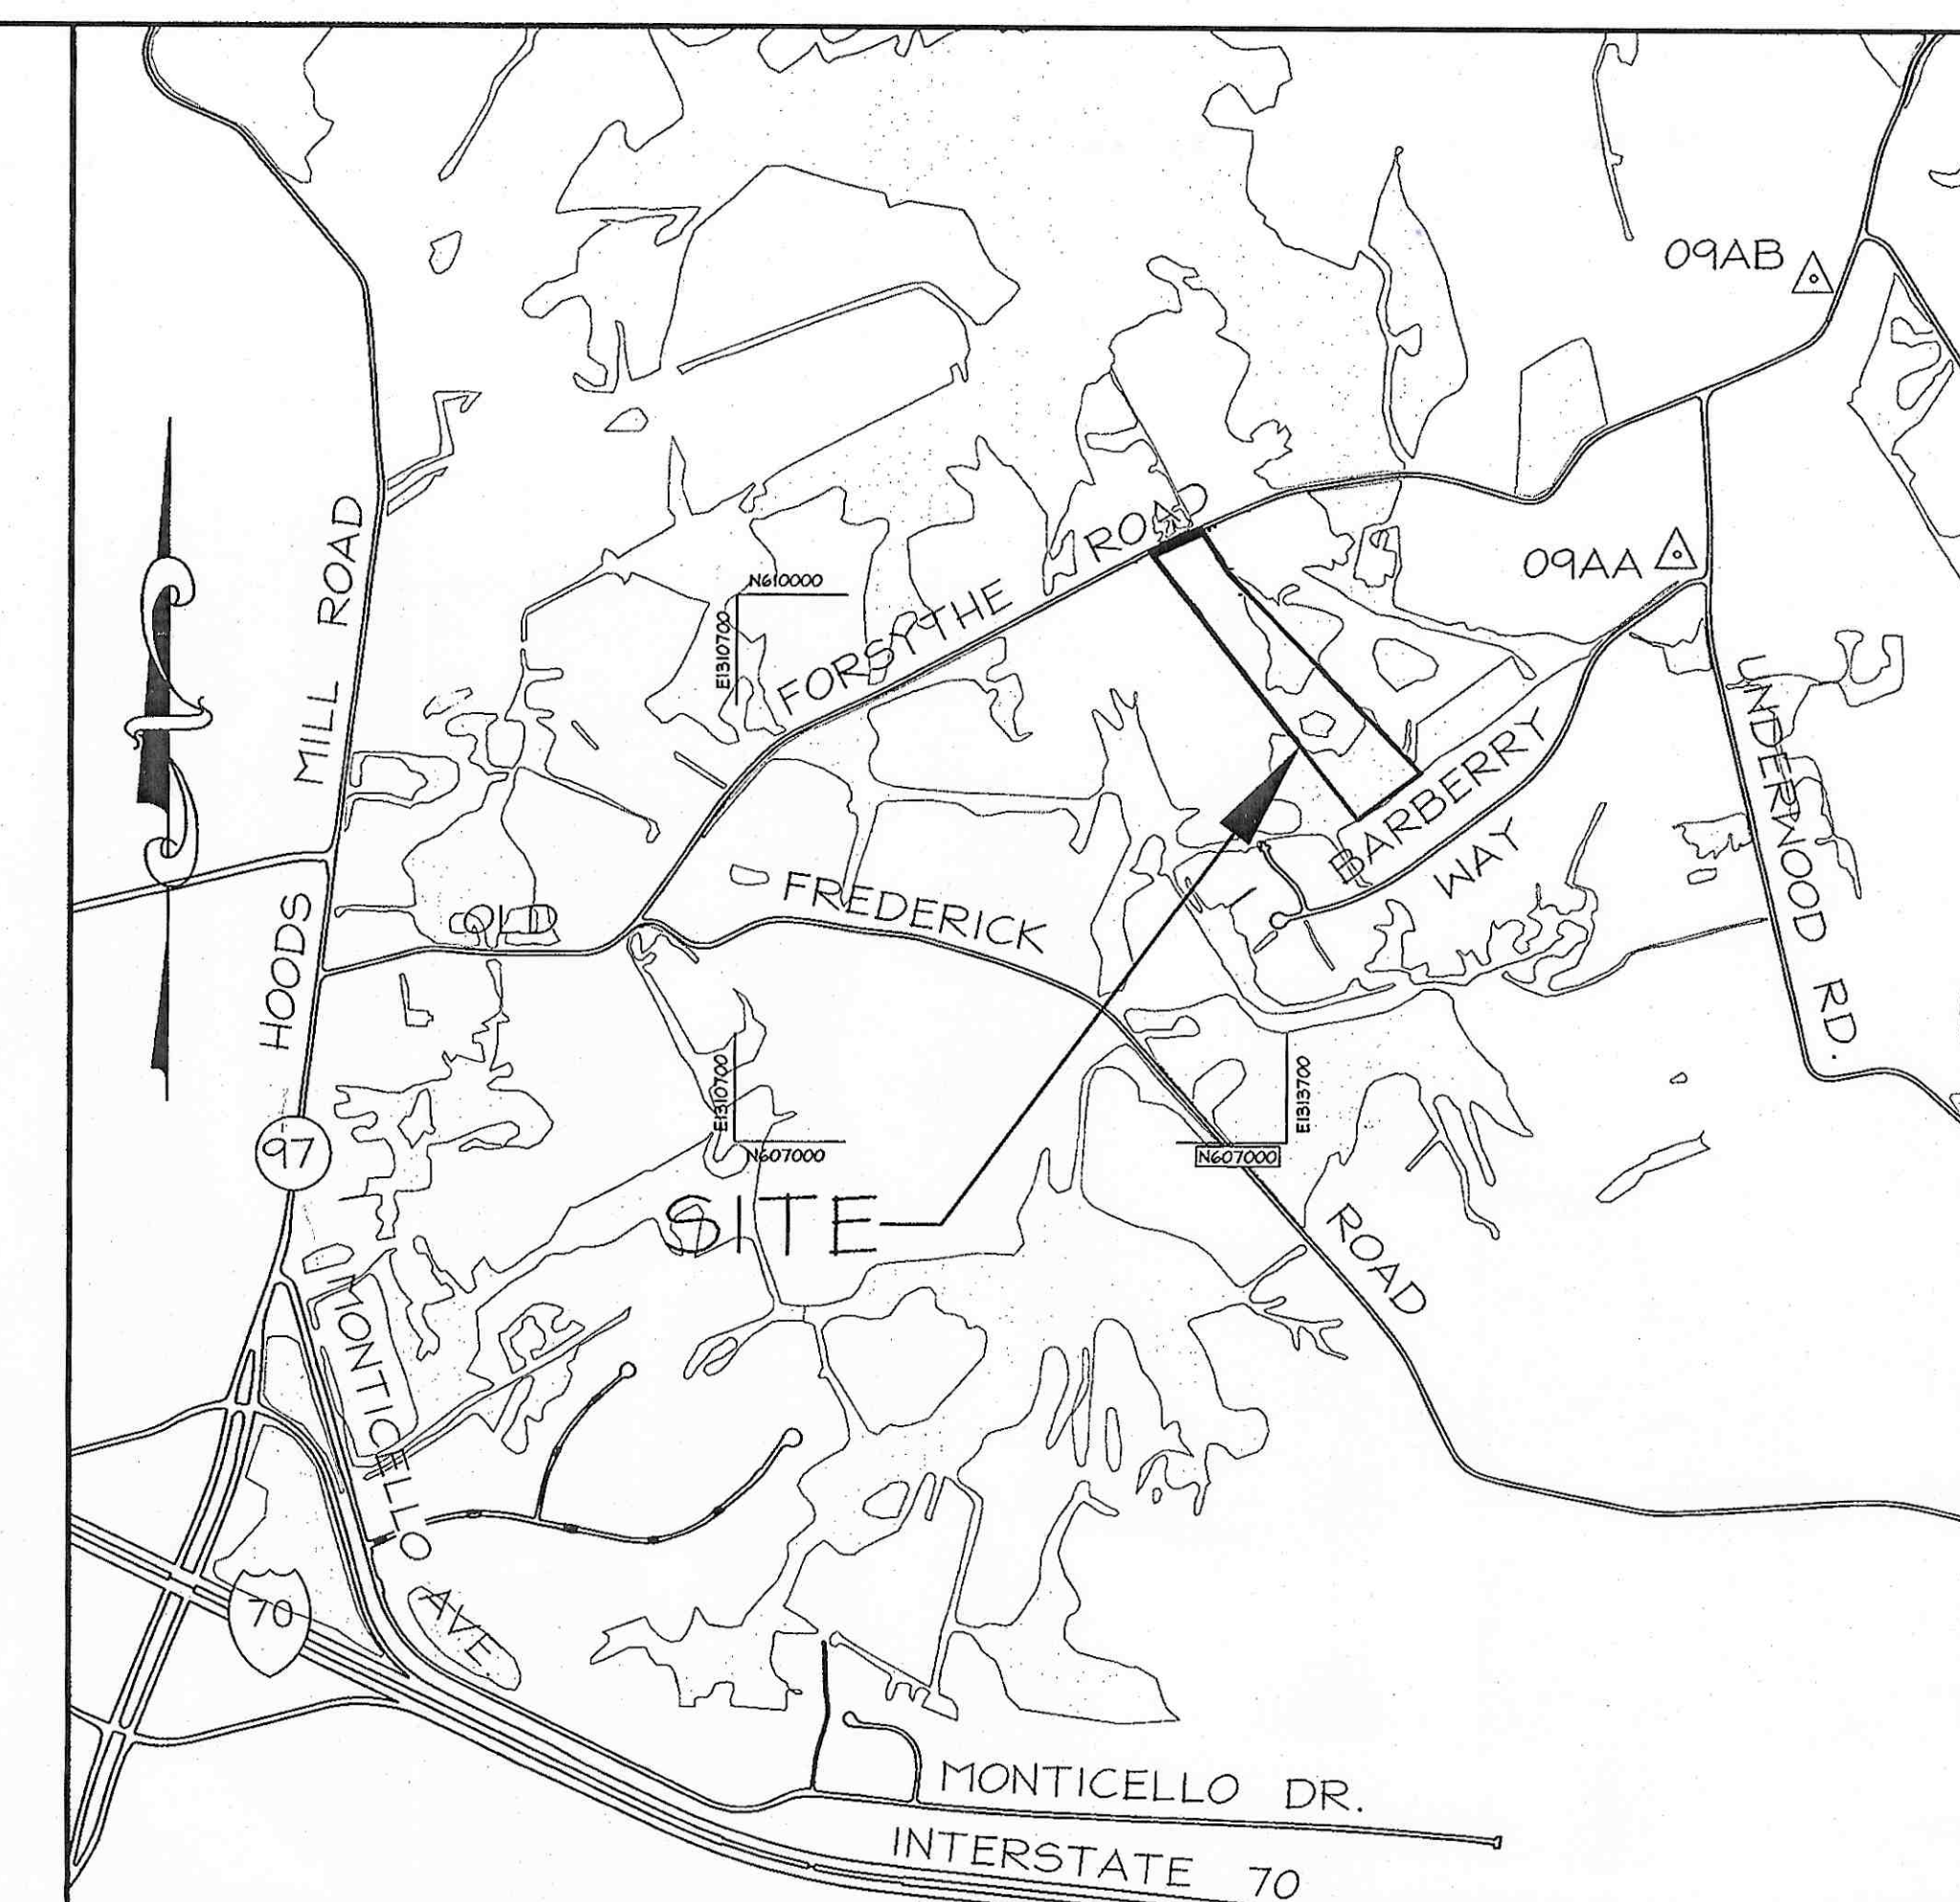 09AB
09AA
FORSYTHE ROAD
N610000
E1310700
HOODS MILL ROAD
UNDERWOOD RD.
BARBERRY WAY
OLD FREDERICK ROAD
E1310700
N607000
E1313700
N607000
97
SITE
MONTICELLO AVE.
70
MONTICELLO DR.
INTERSTATE 70